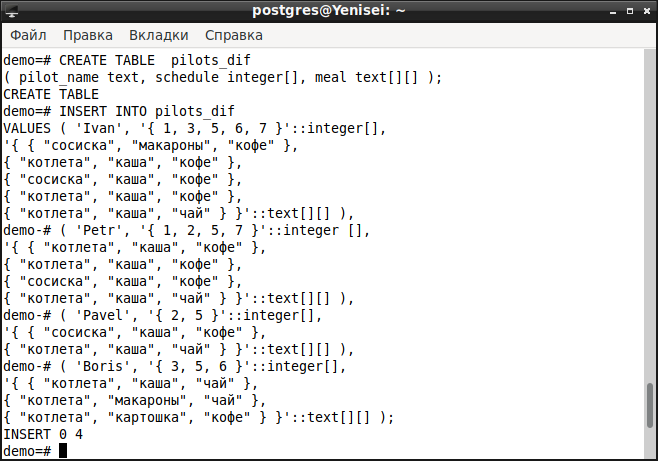 postgres@Yenisei: ~
Файл Правка Вкладки Справка
demo=# CREATE TABLE  pilots_dif
( pilot_name text, schedule integer[], meal text[][] );
CREATE TABLE
demo=# INSERT INTO pilots_dif
VALUES ( 'Ivan', '{ 1, 3, 5, 6, 7 }'::integer[],
'{ { "сосиска", "макароны", "кофе" },
{ "котлета", "каша", "кофе" },
{ "сосиска", "каша", "кофе" },
{ "котлета", "каша", "кофе" },
{ "котлета", "каша", "чай" } }'::text[][] ),
demo-# ( 'Petr', '{ 1, 2, 5, 7 }'::integer [],
'{ { "котлета", "каша", "кофе" },
{ "котлета", "каша", "кофе" },
{ "сосиска", "каша", "кофе" },
{ "котлета", "каша", "чай" } }'::text[][] ),
demo-# ( 'Pavel', '{ 2, 5 }'::integer[],
'{ { "сосиска", "каша", "кофе" },
{ "котлета", "каша", "чай" } }'::text[][] ),
demo-# ( 'Boris', '{ 3, 5, 6 }'::integer[],
'{ { "котлета", "каша", "чай" },
{ "котлета", "макароны", "чай" },
{ "котлета", "картошка", "кофе" } }'::text[][] );
INSERT 0 4
demo=#